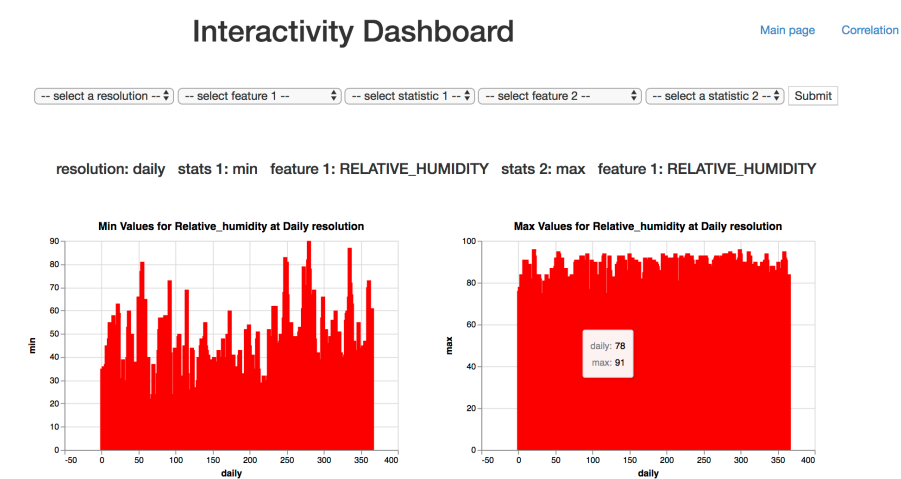 Interactivity Dashboard
Main page Correlation
-- select a resolution -- -- select feature 1 -- -- select statistic 1 -- -- select feature 2 -- -- select a statistic 2 -- Submit
resolution: daily stats 1: min feature 1: RELATIVE_HUMIDITY stats 2: max feature 1: RELATIVE_HUMIDITY
Min Values for Relative_humidity at Daily resolution
90
80
70
60
50
40
30
20
10
0
min
-50 0 50 100 150 200 250 300 350 400
daily
Max Values for Relative_humidity at Daily resolution
100
80
60
40
20
0
max
daily: 78
max: 91
-50 0 50 100 150 200 250 300 350 400
daily